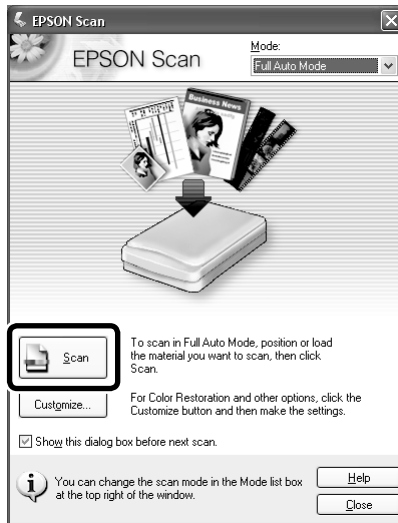 EPSON Scan
EPSON Scan
Mode:
Full Auto Mode
Business News
Scan
To scan in Full Auto Mode, position or load
the material you want to scan, then click
Scan.
Customize...
For Color Restoration and other options, click the
Customize button and then make the settings.
Show this dialog box before next scan.
You can change the scan mode in the Mode list box
at the top right of the window.
Help
Close